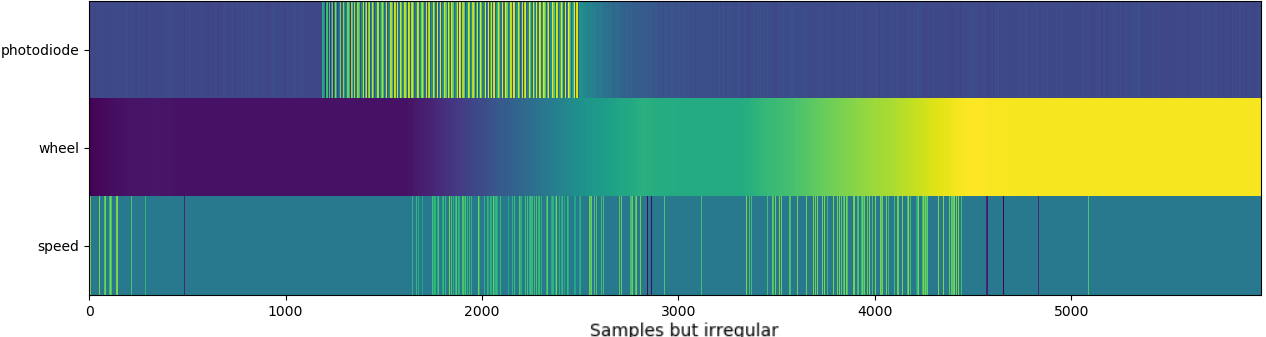 photodiode
wheel
speed
0 1000 2000 3000 4000 5000
Samples but irregular